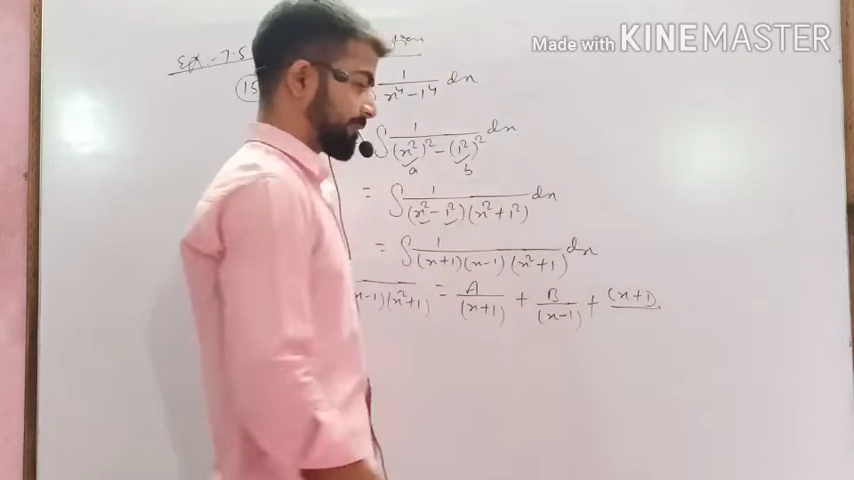 Made with KINEMASTER
Ex - 7.5
15 1/(x⁴ - 1⁴) dx
∫ 1/((x²)² - (1²)²) dx
a b
= ∫ 1/((x² - 1²)(x² + 1²)) dx
= ∫ 1/((x+1)(x-1)(x²+1)) dx
x-1)(x²+1) = A/(x+1) + B/(x-1) + (x+1)